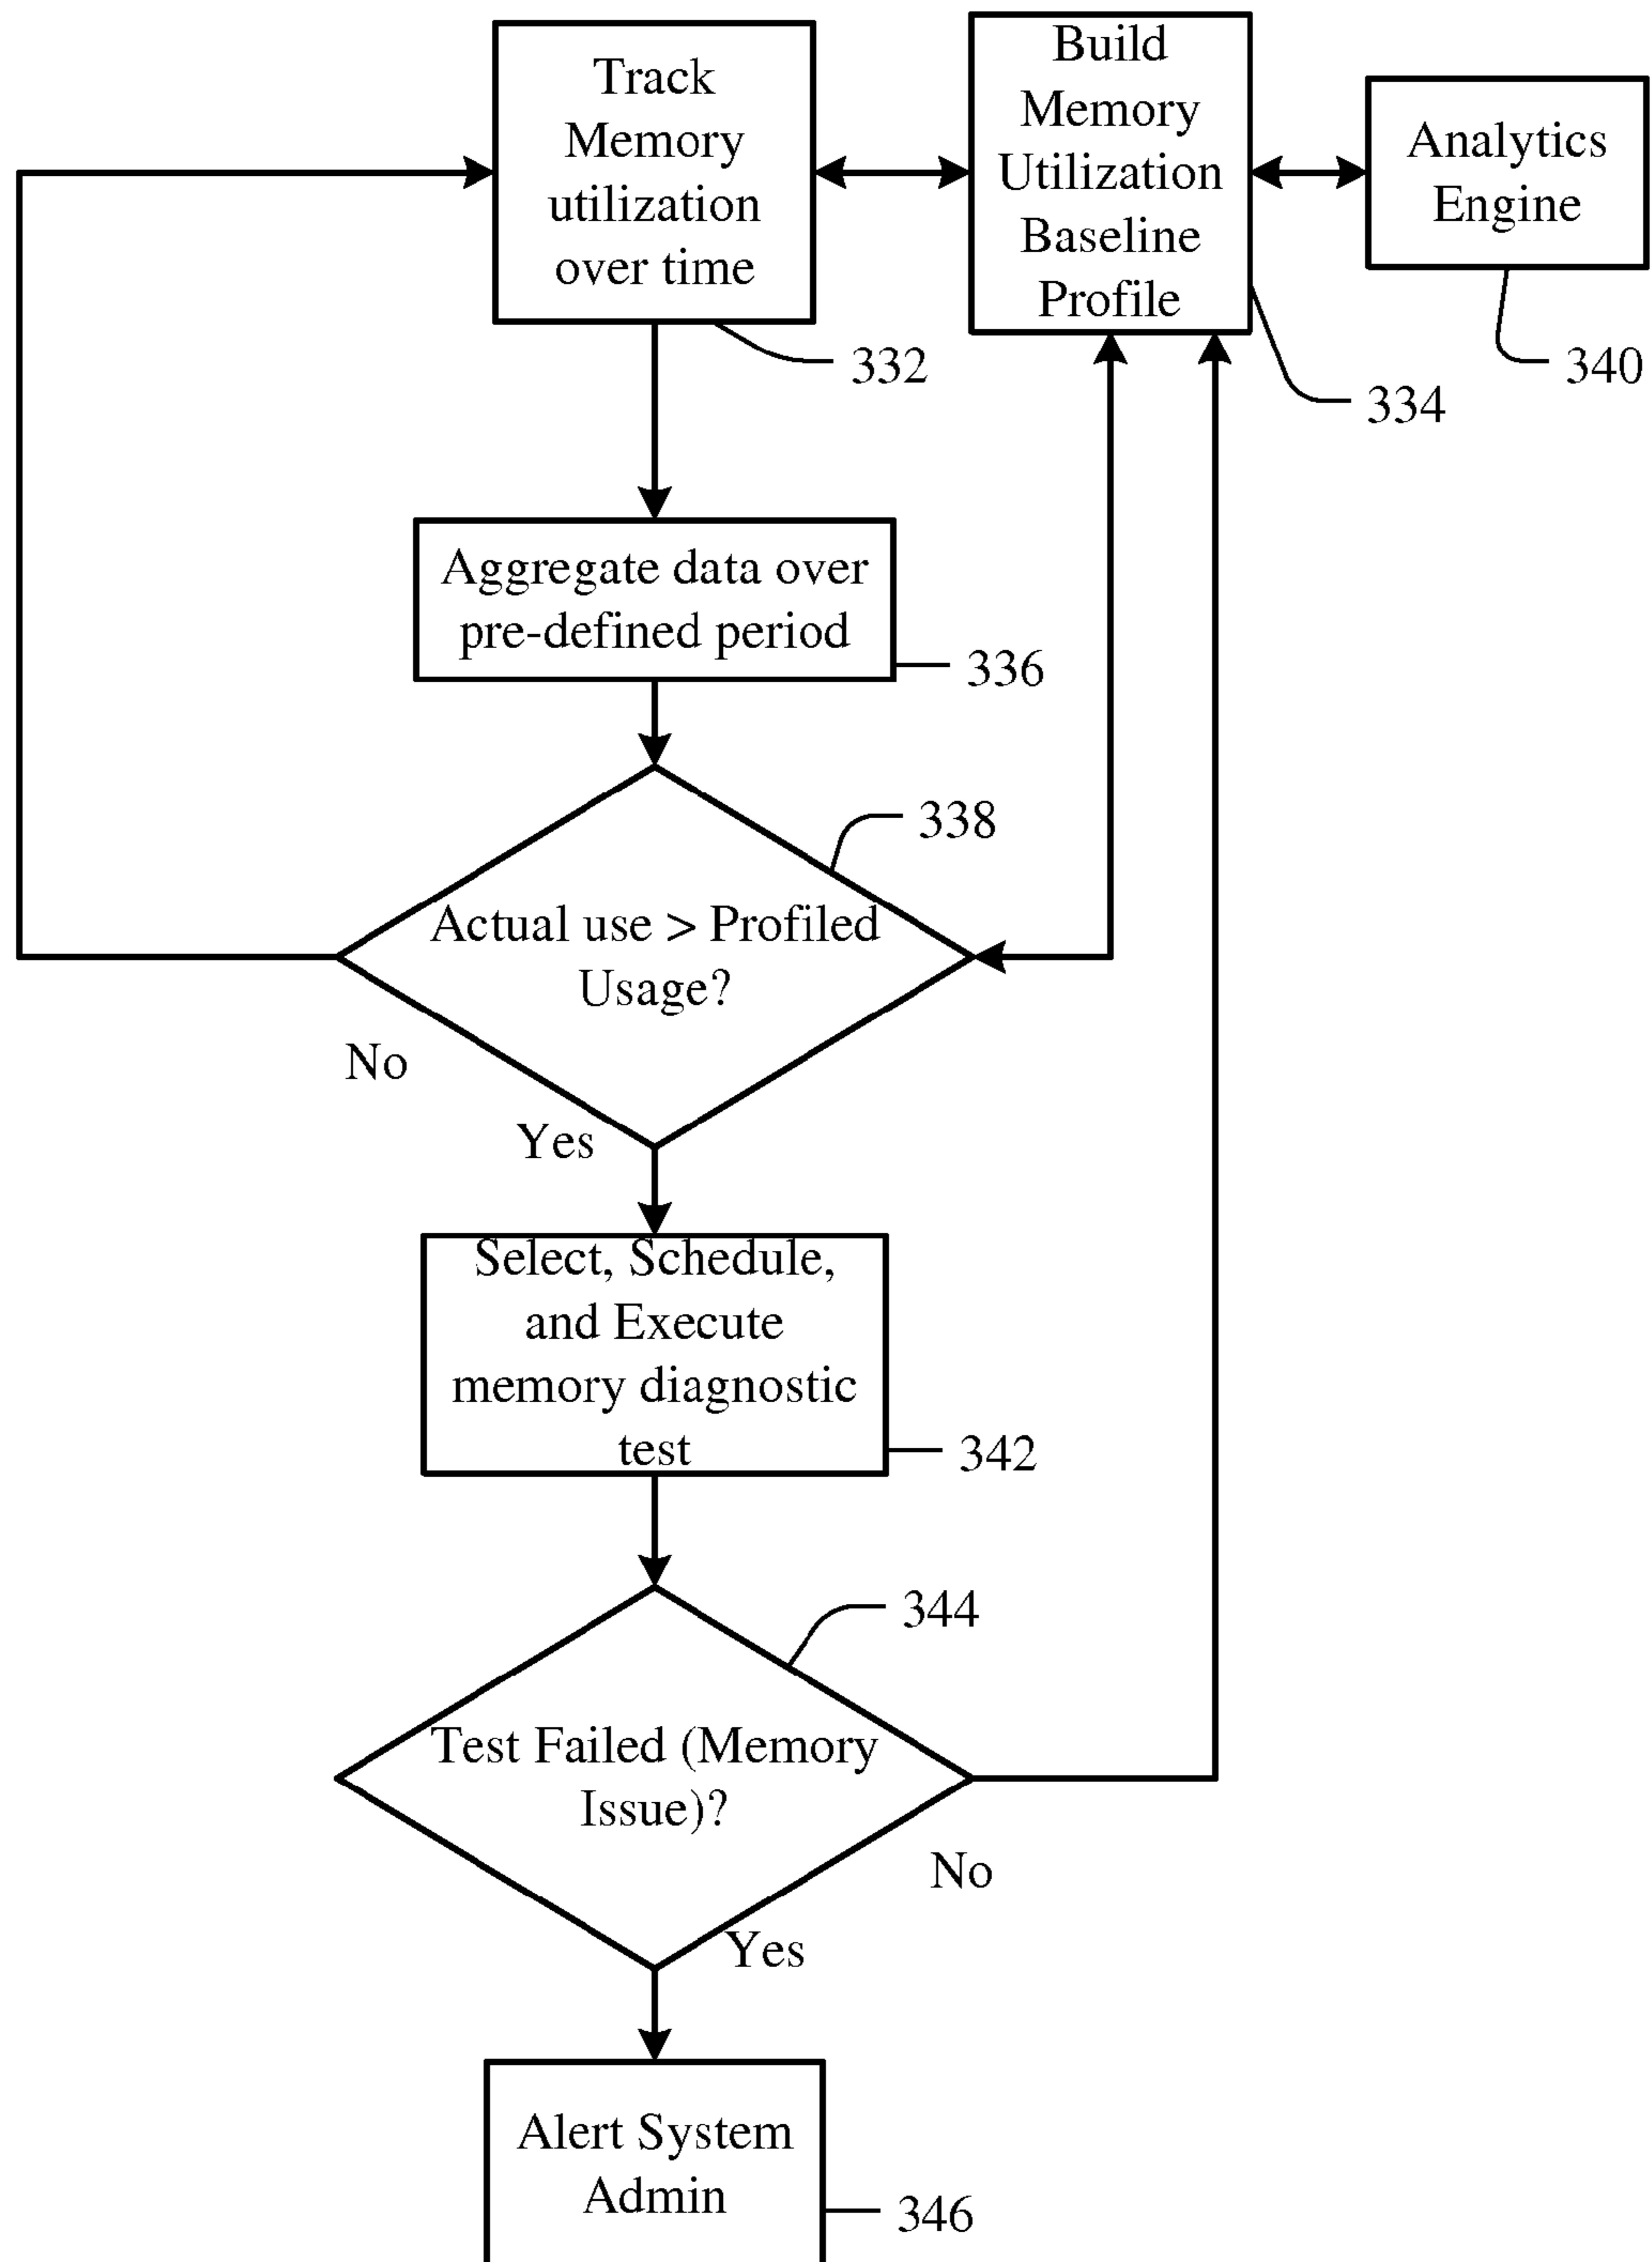 Track
Memory
utilization
over time
332
Build
Memory
Utilization
Baseline
Profile
334
Analytics
Engine
340
Aggregate data over
pre-defined period
336
338
Actual use > Profiled
Usage?
No
Yes
Select, Schedule,
and Execute
memory diagnostic
test
342
344
Test Failed (Memory
Issue)?
No
Yes
Alert System
Admin
346